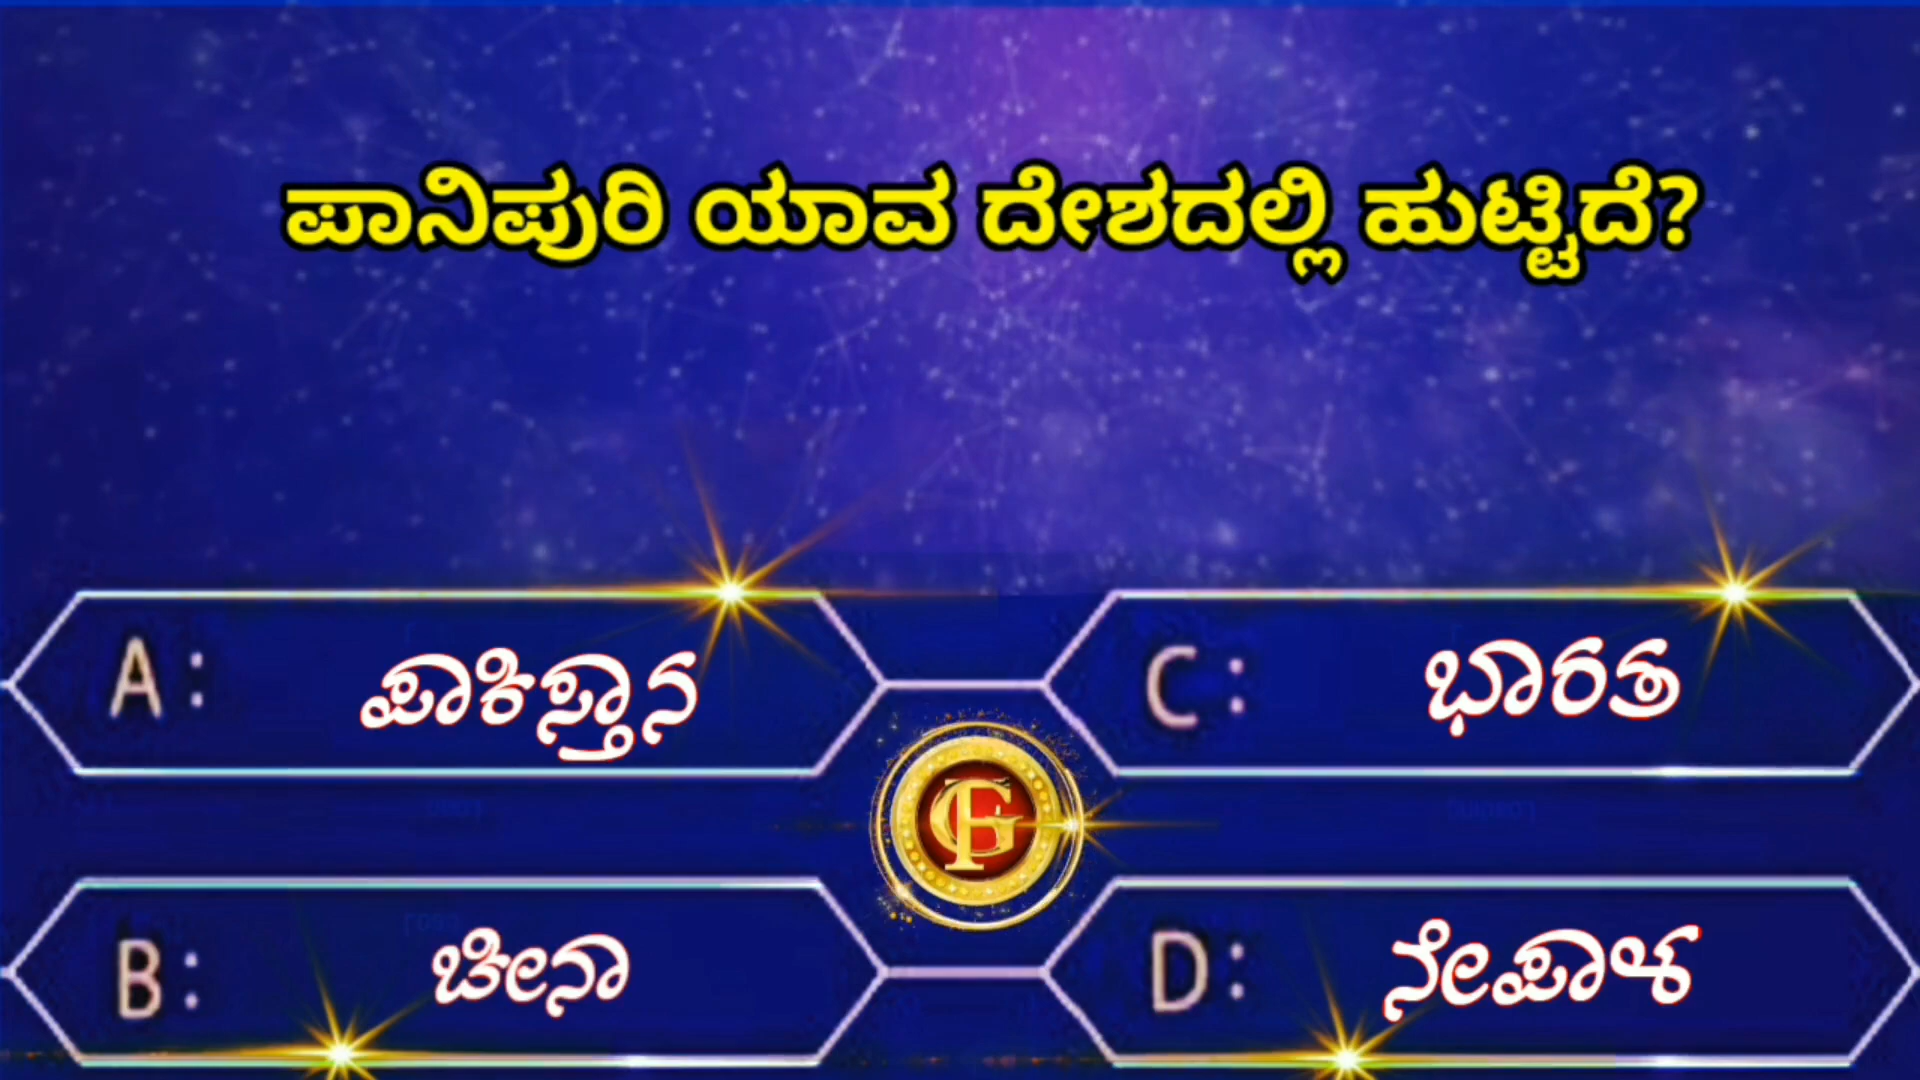 ಪಾನಿಪುರಿ ಯಾವ ದೇಶದಲ್ಲಿ ಹುಟ್ಟಿದೆ?
A: ಪಾಕಿಸ್ತಾನ
C: ಭಾರತ
B: ಚೀನಾ
D: ನೇಪಾಳ